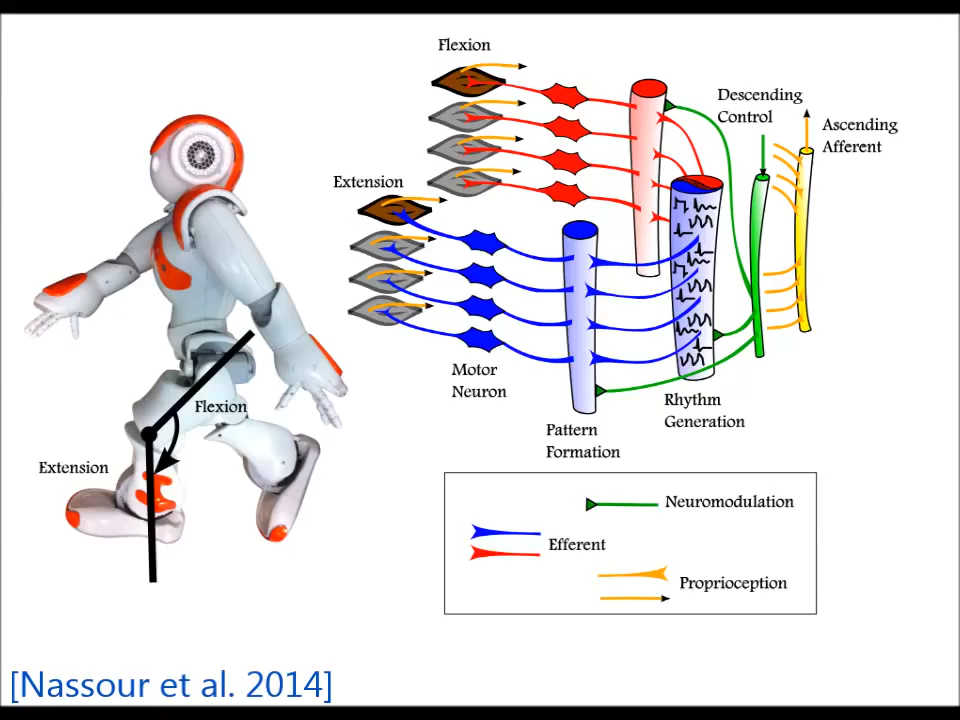 Flexion
Extension
Descending
Control
Ascending
Afferent
Motor
Neuron
Pattern
Formation
Rhythm
Generation
Flexion
Extension
Neuromodulation
Efferent
Proprioception
[Nassour et al. 2014]